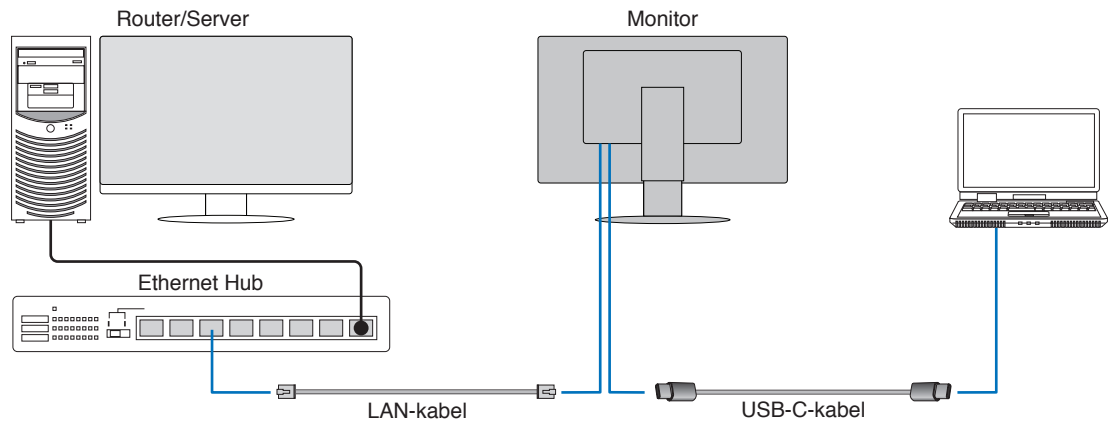 Router/Server
Monitor
Ethernet Hub
LAN-kabel
USB-C-kabel